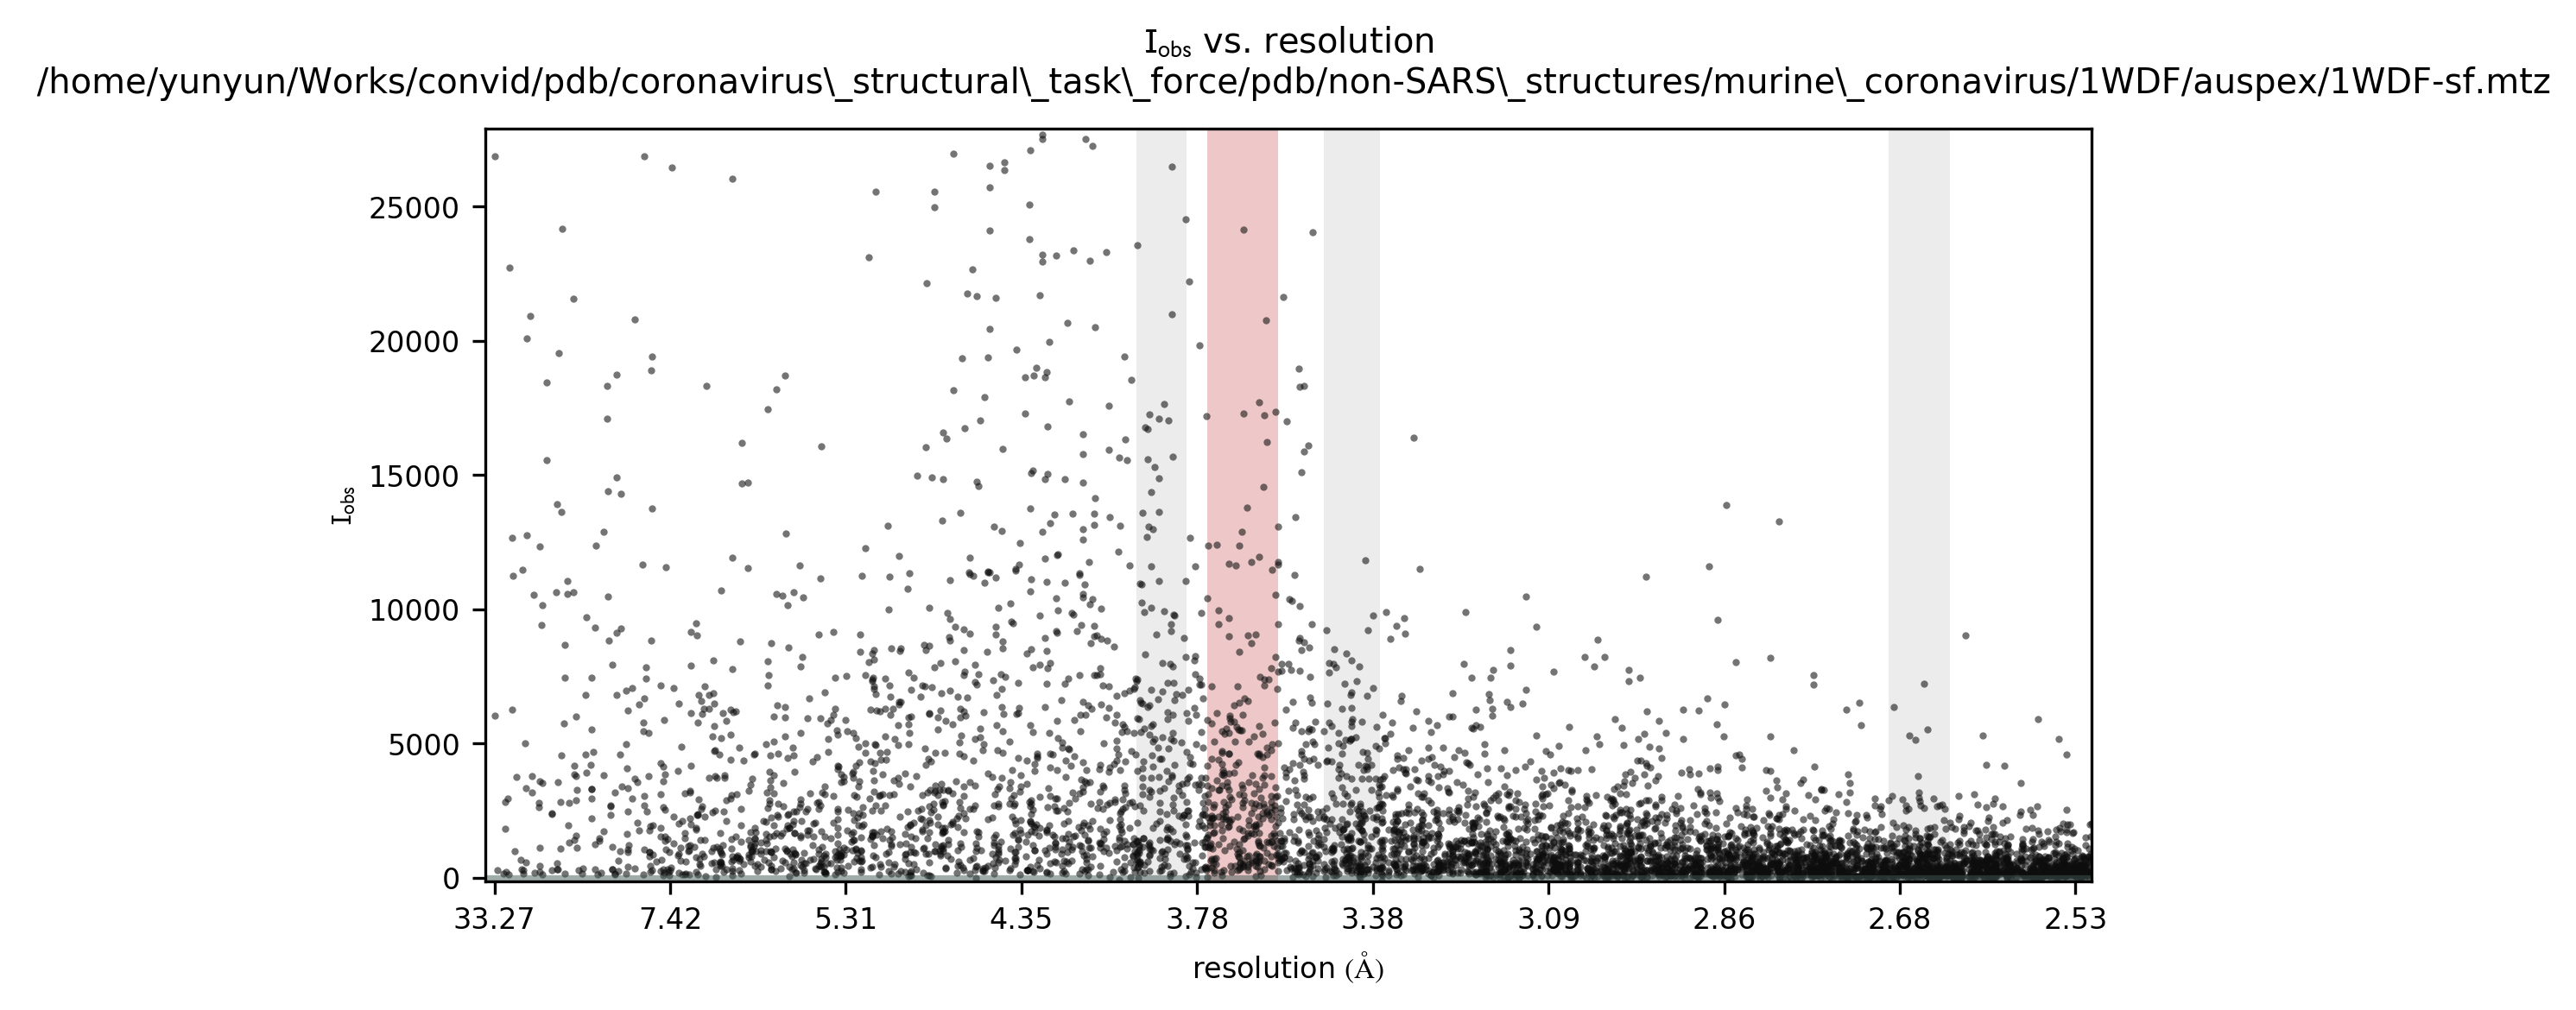 I_obs vs. resolution
/home/yunyun/Works/convid/pdb/coronavirus\_structural\_task\_force/pdb/non-SARS\_structures/murine\_coronavirus/1WDF/auspex/1WDF-sf.mtz
25000
20000
15000
10000
5000
0
I_obs
33.27 7.42 5.31 4.35 3.78 3.38 3.09 2.86 2.68 2.53
resolution (Å)